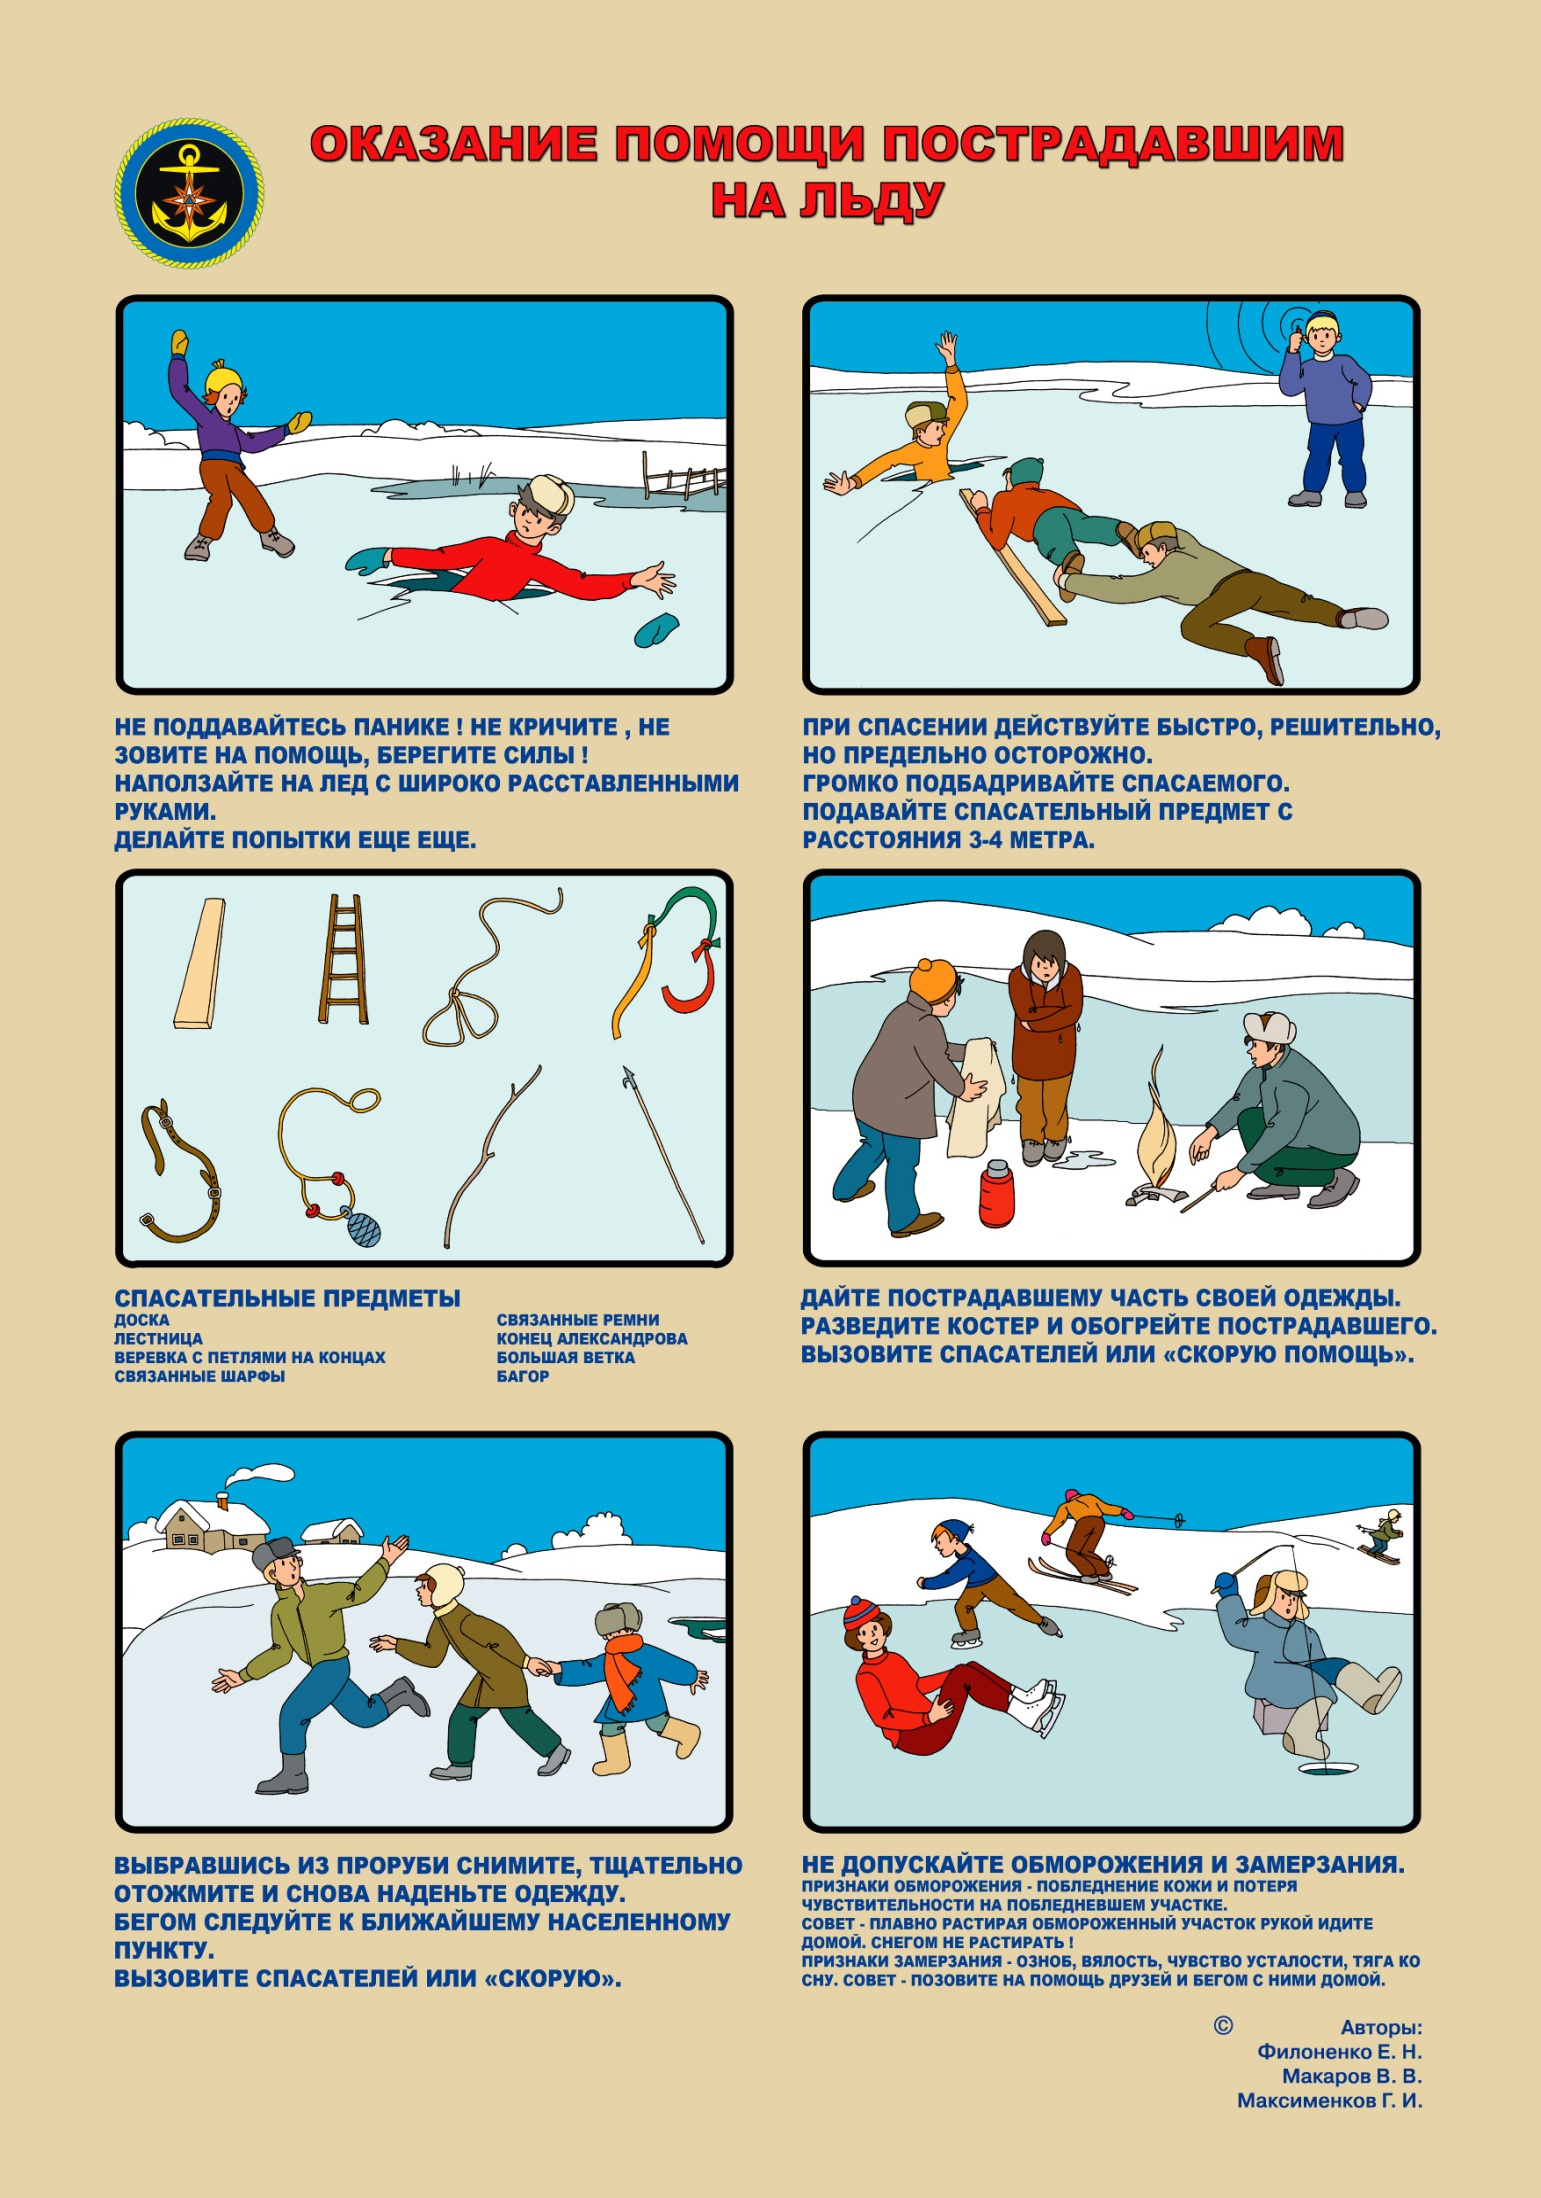 ОКАЗАНИЕ ПОМОЩИ ПОСТРАДАВШИМ
НА ЛЬДУ
НЕ ПОДДАВАЙТЕСЬ ПАНИКЕ ! НЕ КРИЧИТЕ , НЕ
ЗОВИТЕ НА ПОМОЩЬ, БЕРЕГИТЕ СИЛЫ !
НАПОЛЗАЙТЕ НА ЛЕД С ШИРОКО РАССТАВЛЕННЫМИ
РУКАМИ.
ДЕЛАЙТЕ ПОПЫТКИ ЕЩЕ ЕЩЕ.
ПРИ СПАСЕНИИ ДЕЙСТВУЙТЕ БЫСТРО, РЕШИТЕЛЬНО,
НО ПРЕДЕЛЬНО ОСТОРОЖНО.
ГРОМКО ПОДБАДРИВАЙТЕ СПАСАЕМОГО.
ПОДАВАЙТЕ СПАСАТЕЛЬНЫЙ ПРЕДМЕТ С
РАССТОЯНИЯ 3-4 МЕТРА.
СПАСАТЕЛЬНЫЕ ПРЕДМЕТЫ
ДОСКА
ЛЕСТНИЦА
ВЕРЕВКА С ПЕТЛЯМИ НА КОНЦАХ
СВЯЗАННЫЕ ШАРФЫ
СВЯЗАННЫЕ РЕМНИ
КОНЕЦ АЛЕКСАНДРОВА
БОЛЬШАЯ ВЕТКА
БАГОР
ДАЙТЕ ПОСТРАДАВШЕМУ ЧАСТЬ СВОЕЙ ОДЕЖДЫ.
РАЗВЕДИТЕ КОСТЕР И ОБОГРЕЙТЕ ПОСТРАДАВШЕГО.
ВЫЗОВИТЕ СПАСАТЕЛЕЙ ИЛИ «СКОРУЮ ПОМОЩЬ».
ВЫБРАВШИСЬ ИЗ ПРОРУБИ СНИМИТЕ, ТЩАТЕЛЬНО
ОТОЖМИТЕ И СНОВА НАДЕНЬТЕ ОДЕЖДУ.
БЕГОМ СЛЕДУЙТЕ К БЛИЖАЙШЕМУ НАСЕЛЕННОМУ
ПУНКТУ.
ВЫЗОВИТЕ СПАСАТЕЛЕЙ ИЛИ «СКОРУЮ».
НЕ ДОПУСКАЙТЕ ОБМОРОЖЕНИЯ И ЗАМЕРЗАНИЯ.
ПРИЗНАКИ ОБМОРОЖЕНИЯ - ПОБЛЕДНЕНИЕ КОЖИ И ПОТЕРЯ
ЧУВСТВИТЕЛЬНОСТИ НА ПОБЛЕДНЕВШЕМ УЧАСТКЕ.
СОВЕТ - ПЛАВНО РАСТИРАЯ ОБМОРОЖЕННЫЙ УЧАСТОК РУКОЙ ИДИТЕ
ДОМОЙ. СНЕГОМ НЕ РАСТИРАТЬ !
ПРИЗНАКИ ЗАМЕРЗАНИЯ - ОЗНОБ, ВЯЛОСТЬ, ЧУВСТВО УСТАЛОСТИ, ТЯГА КО
СНУ. СОВЕТ - ПОЗОВИТЕ НА ПОМОЩЬ ДРУЗЕЙ И БЕГОМ С НИМИ ДОМОЙ.
© Авторы:
Филоненко Е. Н.
Макаров В. В.
Максименков Г. И.